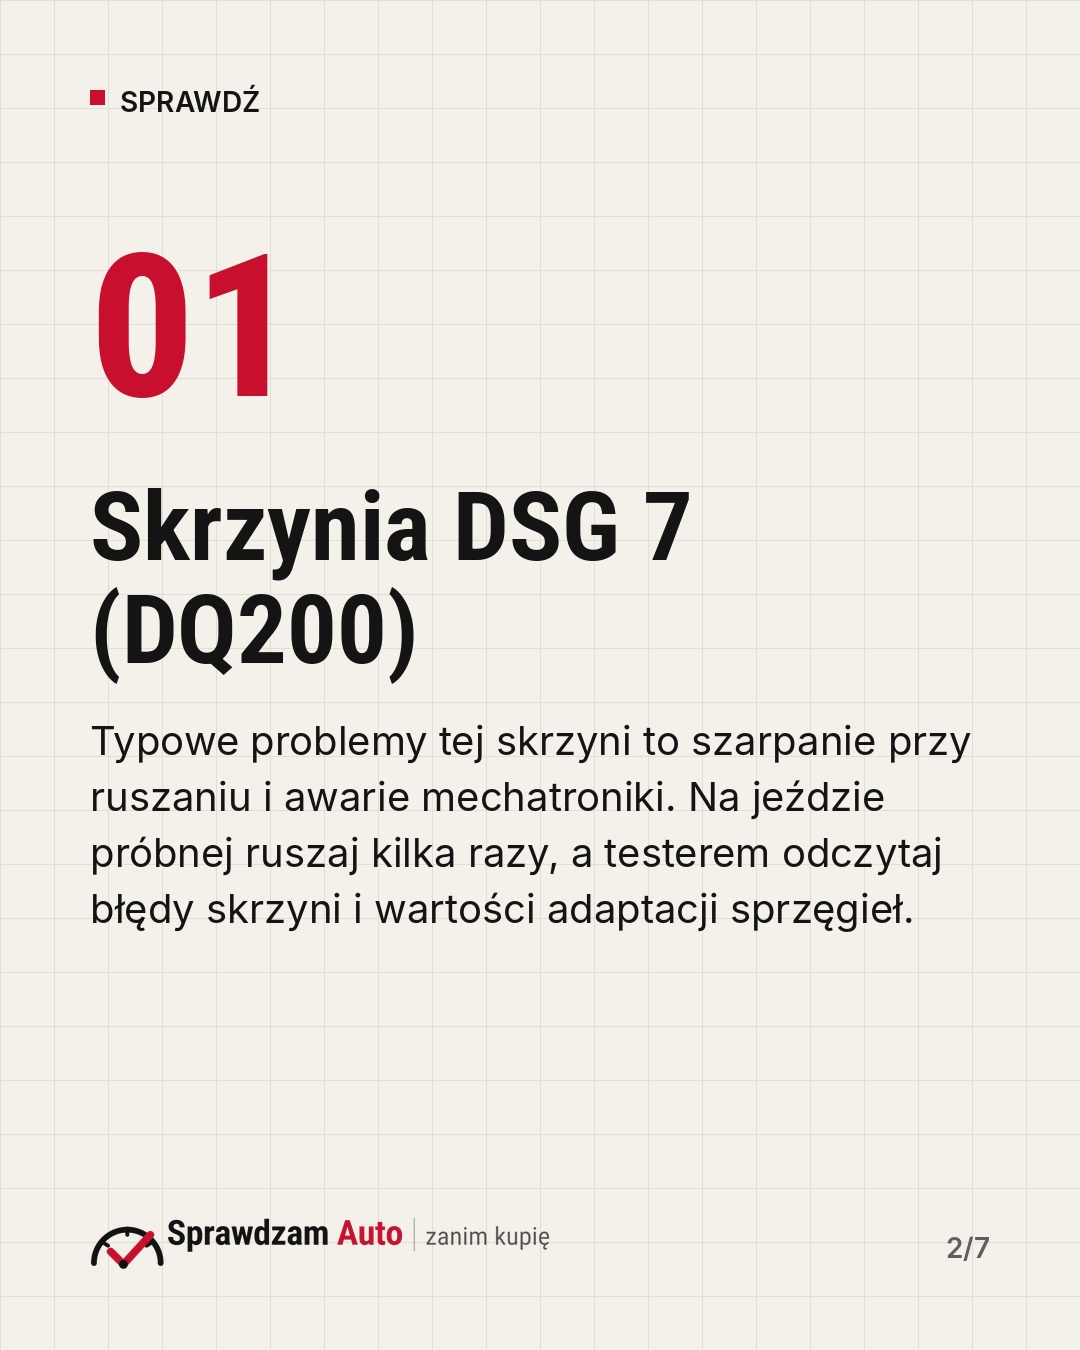 SPRAWDŹ
01
Skrzynia DSG 7
(DQ200)
Typowe problemy tej skrzyni to szarpanie przy
ruszaniu i awarie mechatroniki. Na jeździe
próbnej ruszaj kilka razy, a testerem odczytaj
błędy skrzyni i wartości adaptacji sprzęgieł.
Sprawdzam Auto | zanim kupię
2/7